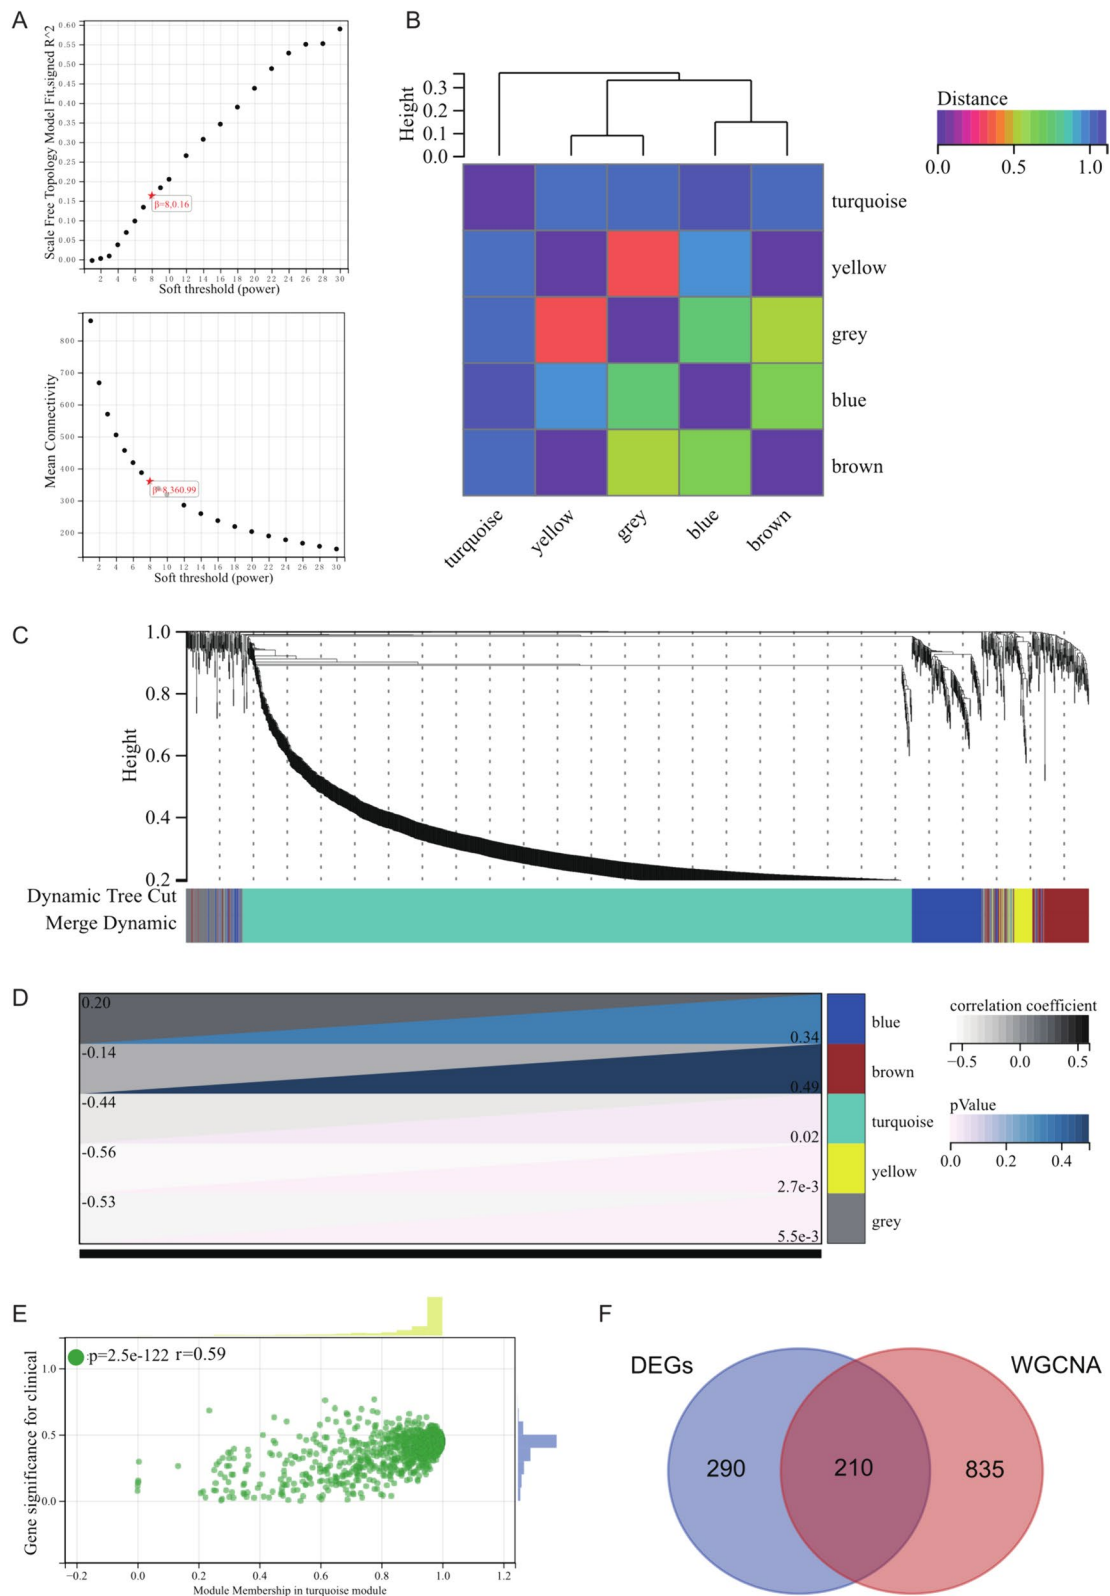 A
Scale Free Topology Model Fit,signed R^2
0.60
0.55
0.50
0.45
0.40
0.35
0.30
0.25
0.20
0.15
0.10
0.05
0.00
β=8,0.16
2 4 6 8 10 12 14 16 18 20 22 24 26 28 30
Soft threshold (power)
Mean Connectivity
800
700
600
500
400
300
200
β=8,360.99
2 4 6 8 10 12 14 16 18 20 22 24 26 28 30
Soft threshold (power)
B
Height
0.3
0.2
0.1
0.0
Distance
0.0 0.5 1.0
turquoise
yellow
grey
blue
brown
turquoise yellow grey blue brown
C
Height
1.0
0.8
0.6
0.4
0.2
Dynamic Tree Cut
Merge Dynamic
D
0.20
0.34
-0.14
0.49
-0.44
0.02
-0.56
2.7e-3
-0.53
5.5e-3
blue
brown
turquoise
yellow
grey
correlation coefficient
−0.5 0.0 0.5
pValue
0.0 0.2 0.4
E
:p=2.5e-122 r=0.59
Gene significance for clinical
1.0
0.5
0.0
−0.2 0.0 0.2 0.4 0.6 0.8 1.0 1.2
Module Membership in turquoise module
F
DEGs
WGCNA
290 210 835